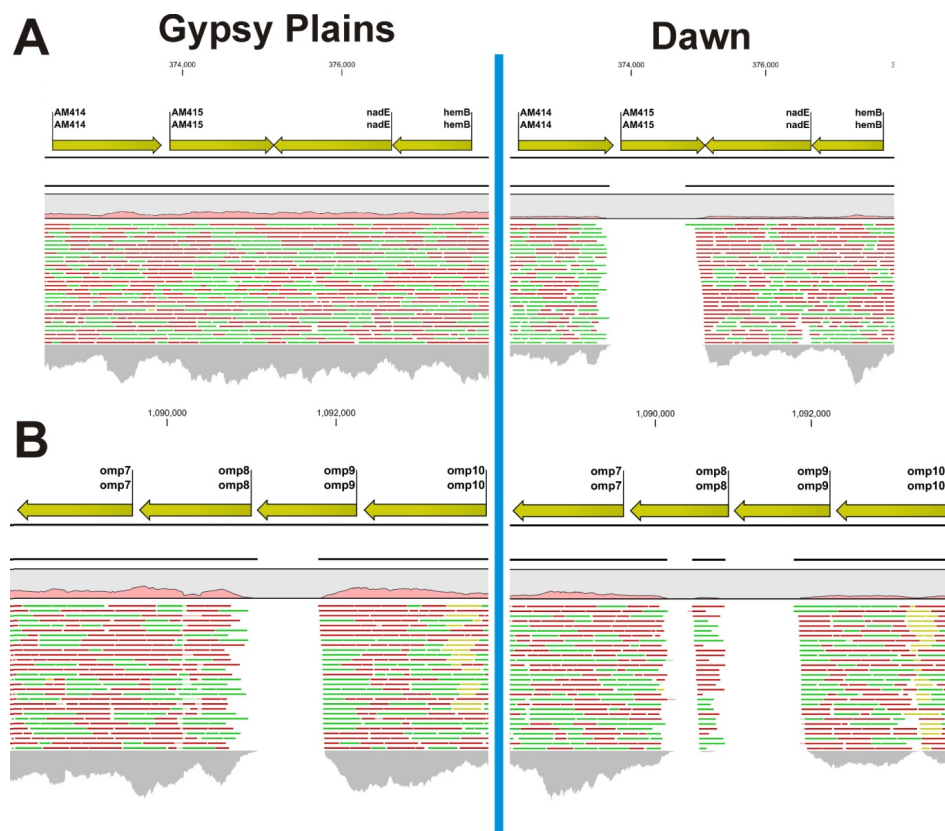 A
Gypsy Plains
Dawn
374,000
376,000
374,000
376,000
AM414
AM415
nadE
hemB
AM414
AM415
nadE
hemB
AM414
AM415
nadE
hemB
AM414
AM415
nadE
hemB
B
1,090,000
1,092,000
1,090,000
1,092,000
omp7
omp8
omp9
omp10
omp7
omp8
omp9
omp10
omp7
omp8
omp9
omp10
omp7
omp8
omp9
omp10